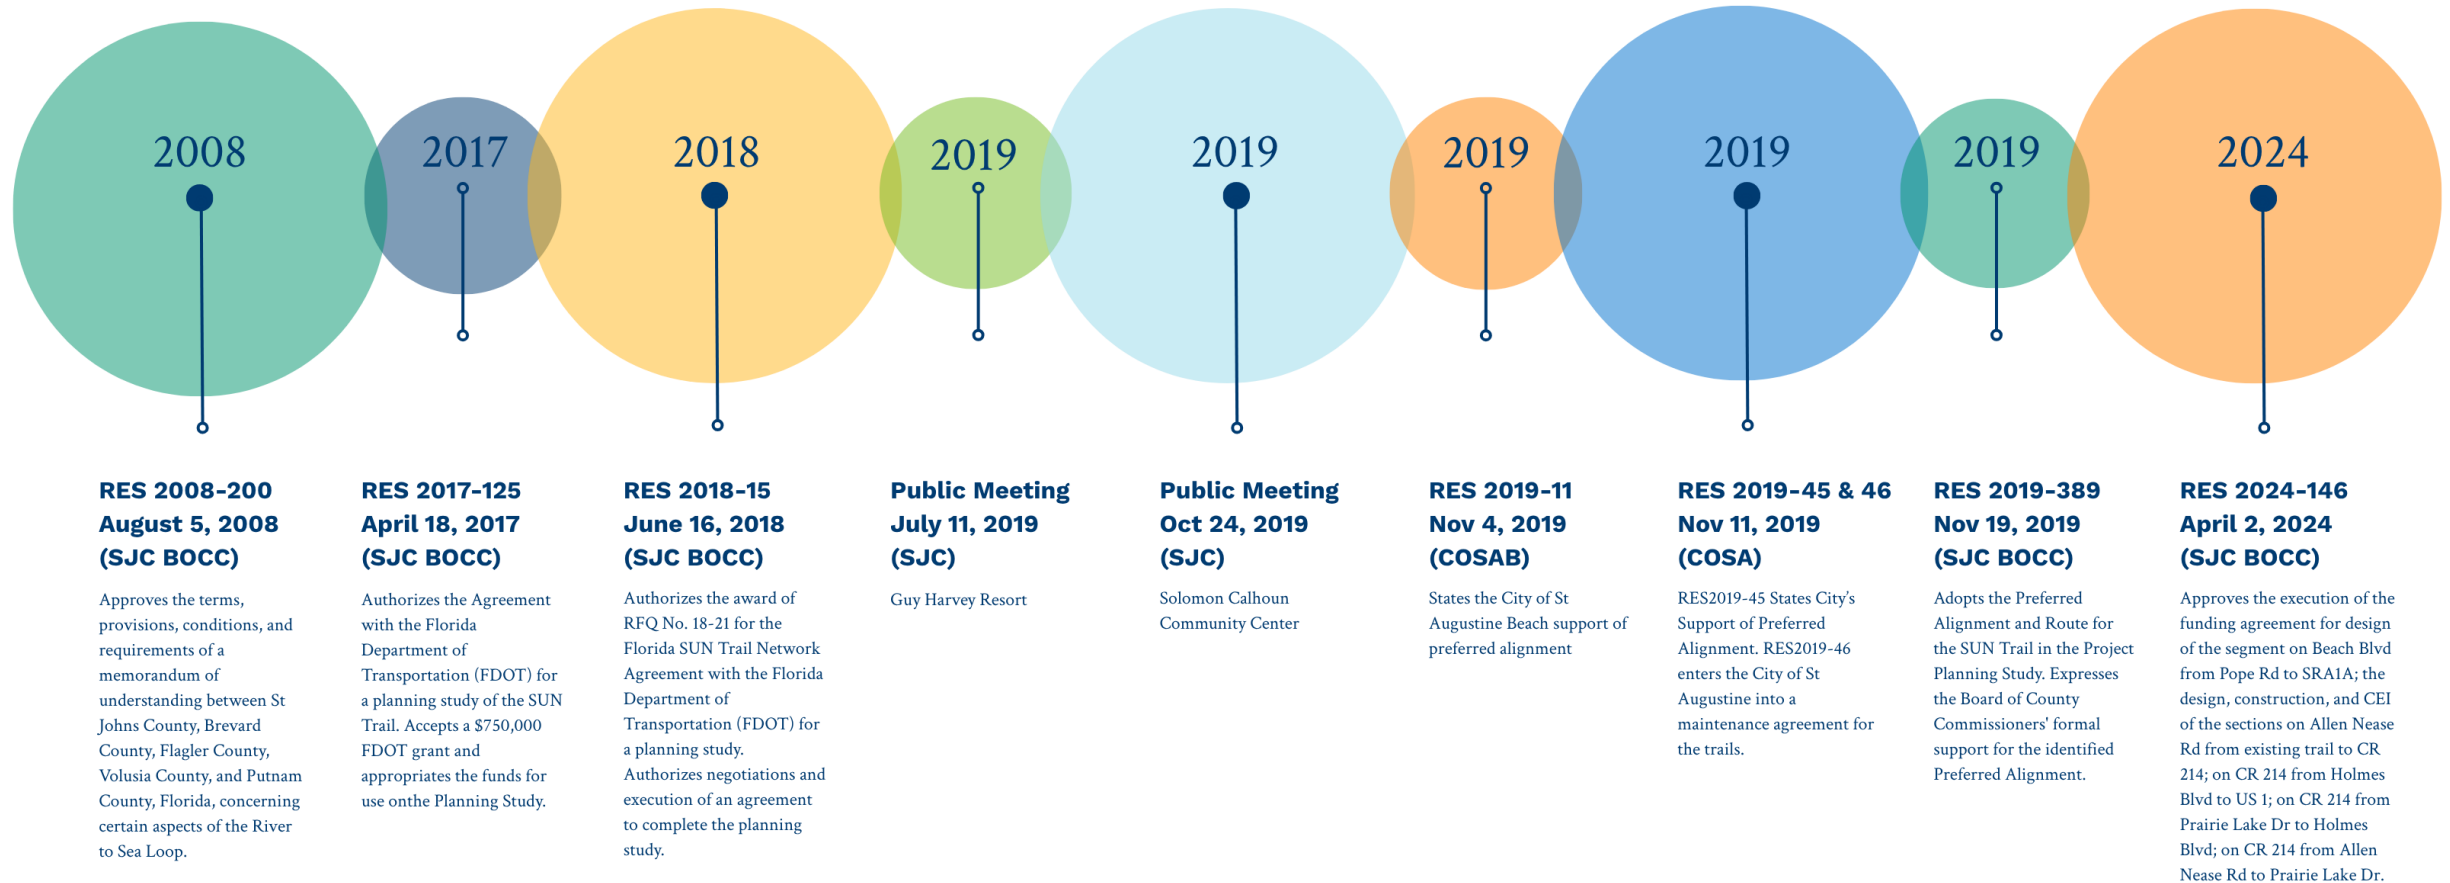 2008
2017
2018
2019
2019
2019
2019
2019
2024
RES 2008-200
August 5, 2008
(SJC BOCC)
Approves the terms,
provisions, conditions, and
requirements of a
memorandum of
understanding between St
Johns County, Brevard
County, Flagler County,
Volusia County, and Putnam
County, Florida, concerning
certain aspects of the River
to Sea Loop.
RES 2017-125
April 18, 2017
(SJC BOCC)
Authorizes the Agreement
with the Florida
Department of
Transportation (FDOT) for
a planning study of the SUN
Trail. Accepts a $750,000
FDOT grant and
appropriates the funds for
use onthe Planning Study.
RES 2018-15
June 16, 2018
(SJC BOCC)
Authorizes the award of
RFQ No. 18-21 for the
Florida SUN Trail Network
Agreement with the Florida
Department of
Transportation (FDOT) for
a planning study.
Authorizes negotiations and
execution of an agreement
to complete the planning
study.
Public Meeting
July 11, 2019
(SJC)
Guy Harvey Resort
Public Meeting
Oct 24, 2019
(SJC)
Solomon Calhoun
Community Center
RES 2019-11
Nov 4, 2019
(COSAB)
States the City of St
Augustine Beach support of
preferred alignment
RES 2019-45 & 46
Nov 11, 2019
(COSA)
RES2019-45 States City's
Support of Preferred
Alignment. RES2019-46
enters the City of St
Augustine into a
maintenance agreement for
the trails.
RES 2019-389
Nov 19, 2019
(SJC BOCC)
Adopts the Preferred
Alignment and Route for
the SUN Trail in the Project
Planning Study. Expresses
the Board of County
Commissioners' formal
support for the identified
Preferred Alignment.
RES 2024-146
April 2, 2024
(SJC BOCC)
Approves the execution of the
funding agreement for design
of the segment on Beach Blvd
from Pope Rd to SRA1A; the
design, construction, and CEI
of the sections on Allen Nease
Rd from existing trail to CR
214; on CR 214 from Holmes
Blvd to US 1; on CR 214 from
Prairie Lake Dr to Holmes
Blvd; on CR 214 from Allen
Nease Rd to Prairie Lake Dr.